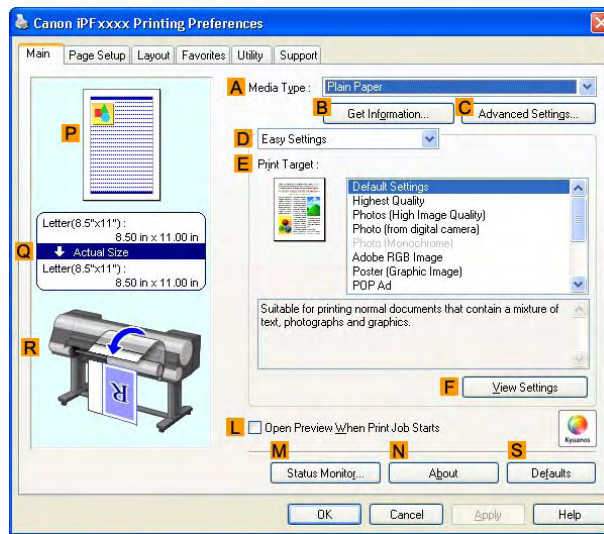 Canon iPFxxxx Printing Preferences
Main Page Setup Layout Favorites Utility Support
A Media Type : Plain Paper
B Get Information... C Advanced Settings...
D Easy Settings
E Print Target :
Default Settings
Highest Quality
Photos (High Image Quality)
Photo (from digital camera)
Photo (Monochrome)
Adobe RGB Image
Poster (Graphic Image)
POP Ad
Suitable for printing normal documents that contain a mixture of
text, photographs and graphics.
F View Settings
P
Letter(8.5"x11") :
8.50 in x 11.00 in
Q Actual Size
Letter(8.5"x11") :
8.50 in x 11.00 in
R
R
L Open Preview When Print Job Starts
Kyuanos
M Status Monitor... N About S Defaults
OK Cancel Apply Help